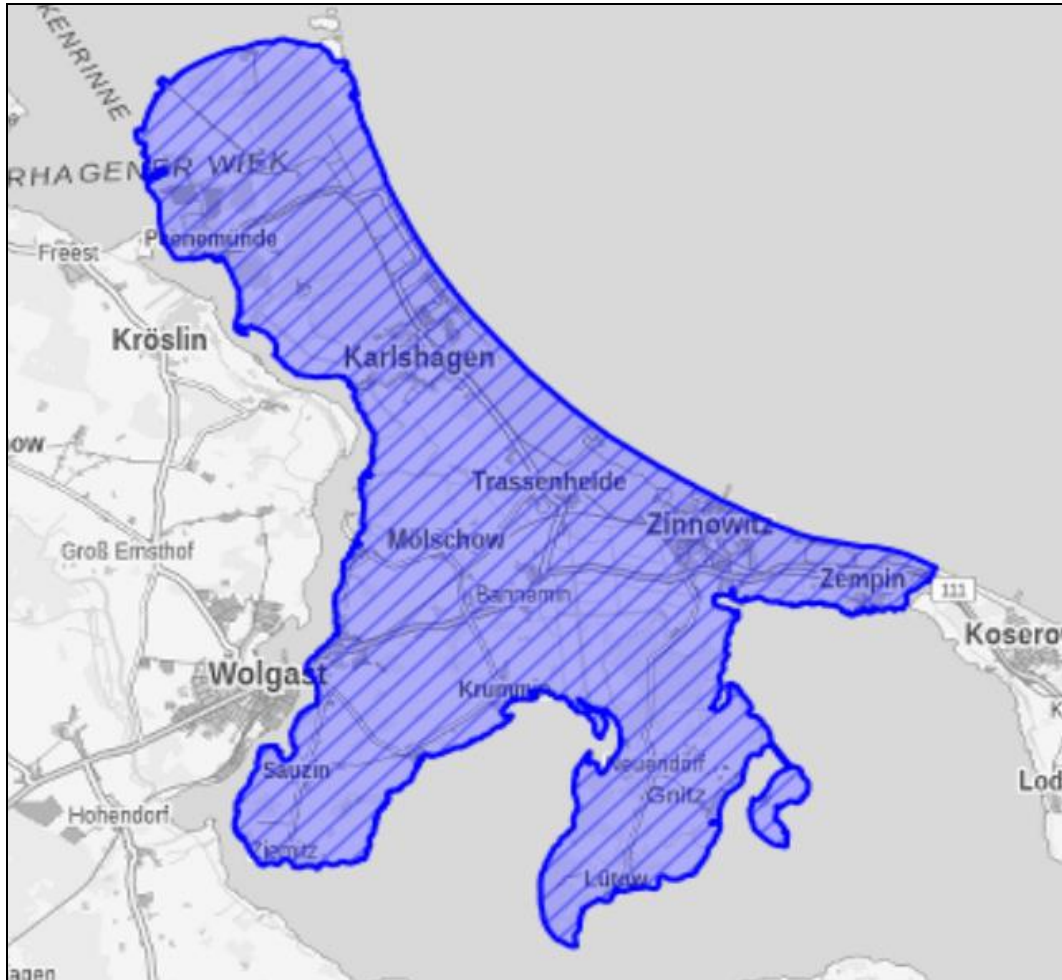 KENRINNE
RHAGENER WIEK
Peenemünde
Freest
Kröslin
Karlshagen
ow
Trassenheide
Zinnowitz
Mölschow
Groß Ernsthof
Bannemin
Zempin
111
Koserow
Wolgast
Krummin
Sauzin
Neuendorf
Gnitz
Lod
Hohendorf
Ziemitz
Lütow
agen